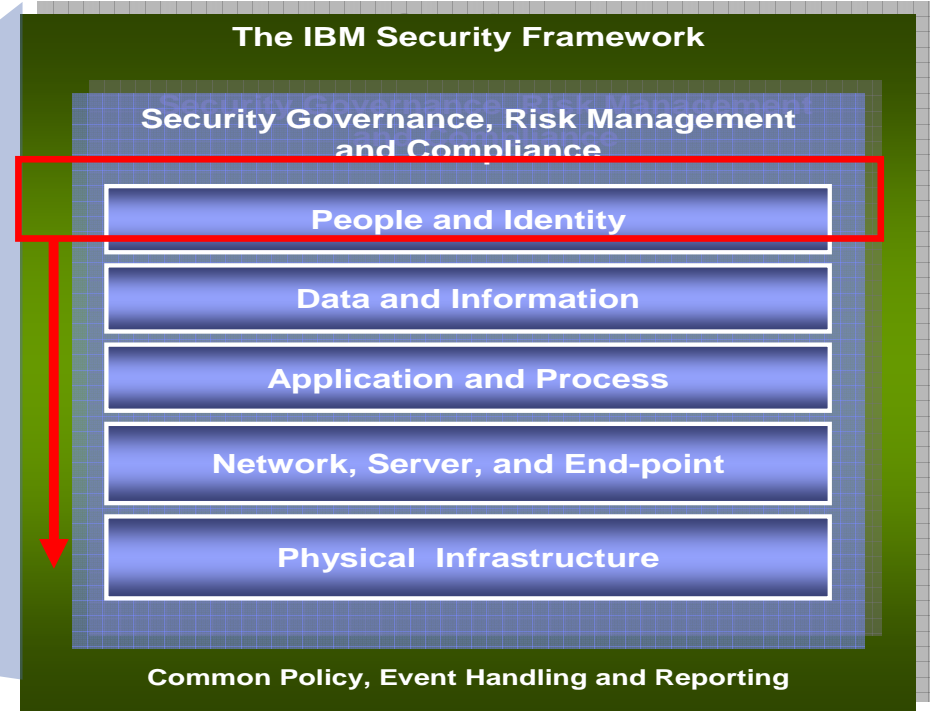 The IBM Security Framework
Security Governance, Risk Management
and Compliance
People and Identity
Data and Information
Application and Process
Network, Server, and End-point
Physical Infrastructure
Common Policy, Event Handling and Reporting